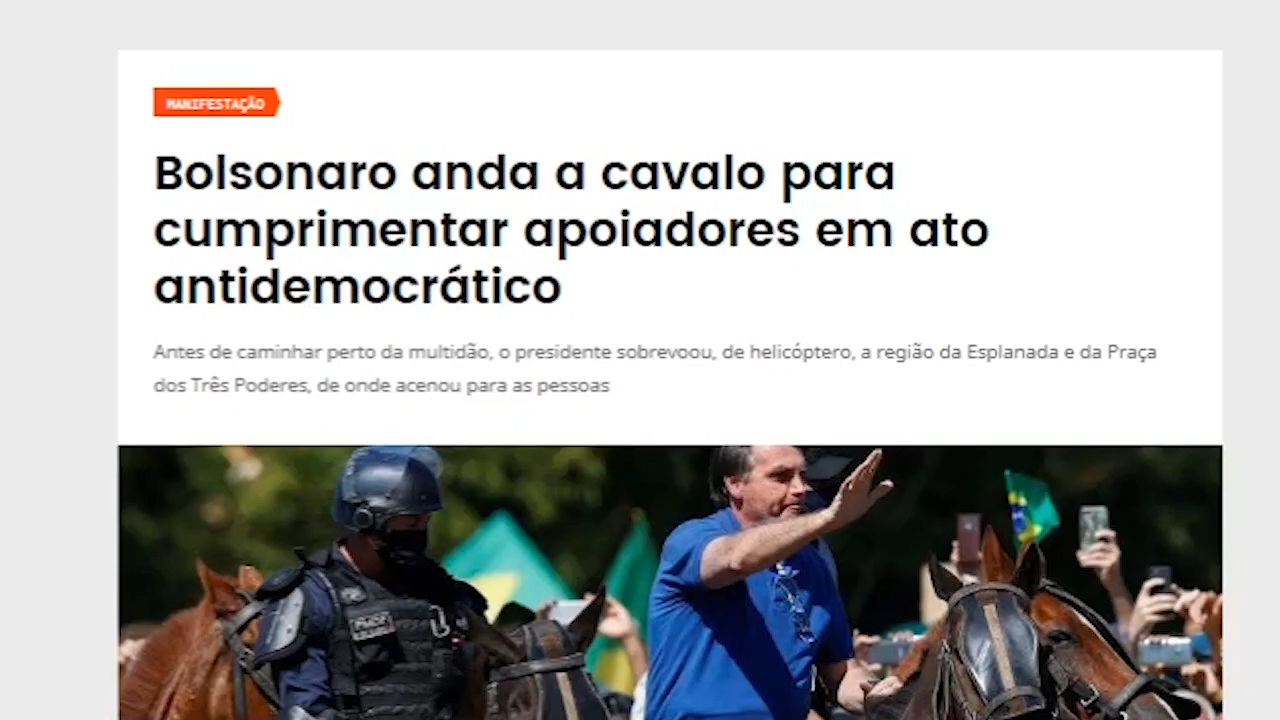 MANIFESTAÇÃO
Bolsonaro anda a cavalo para
cumprimentar apoiadores em ato
antidemocrático
Antes de caminhar perto da multidão, o presidente sobrevoou, de helicóptero, a região da Esplanada e da Praça
dos Três Poderes, de onde acenou para as pessoas